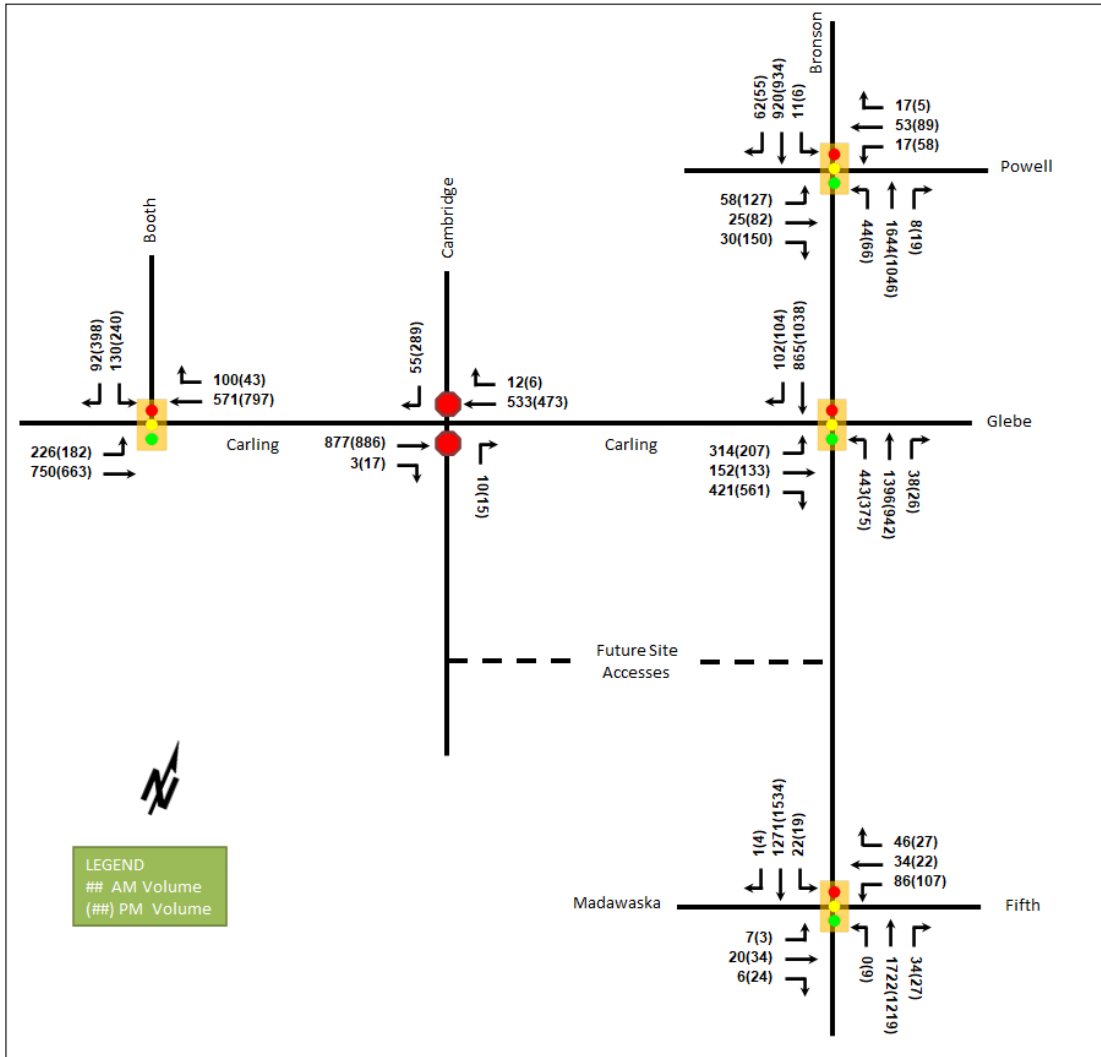 Bronson
62(55)
920(934)
11(6)
17(5)
53(89)
17(58)
Powell
58(127)
25(82)
30(150)
44(66)
1644(1046)
8(19)
Booth
Cambridge
92(398)
130(240)
100(43)
571(797)
55(289)
12(6)
533(473)
102(104)
865(1038)
Glebe
226(182)
750(663)
Carling
877(886)
3(17)
10(15)
Carling
314(207)
152(133)
421(561)
443(375)
1396(942)
38(26)
Future Site
Accesses
N
LEGEND
## AM Volume
(##) PM Volume
1(4)
1271(1534)
22(19)
46(27)
34(22)
86(107)
Madawaska
Fifth
7(3)
20(34)
6(24)
0(9)
1722(1219)
34(27)